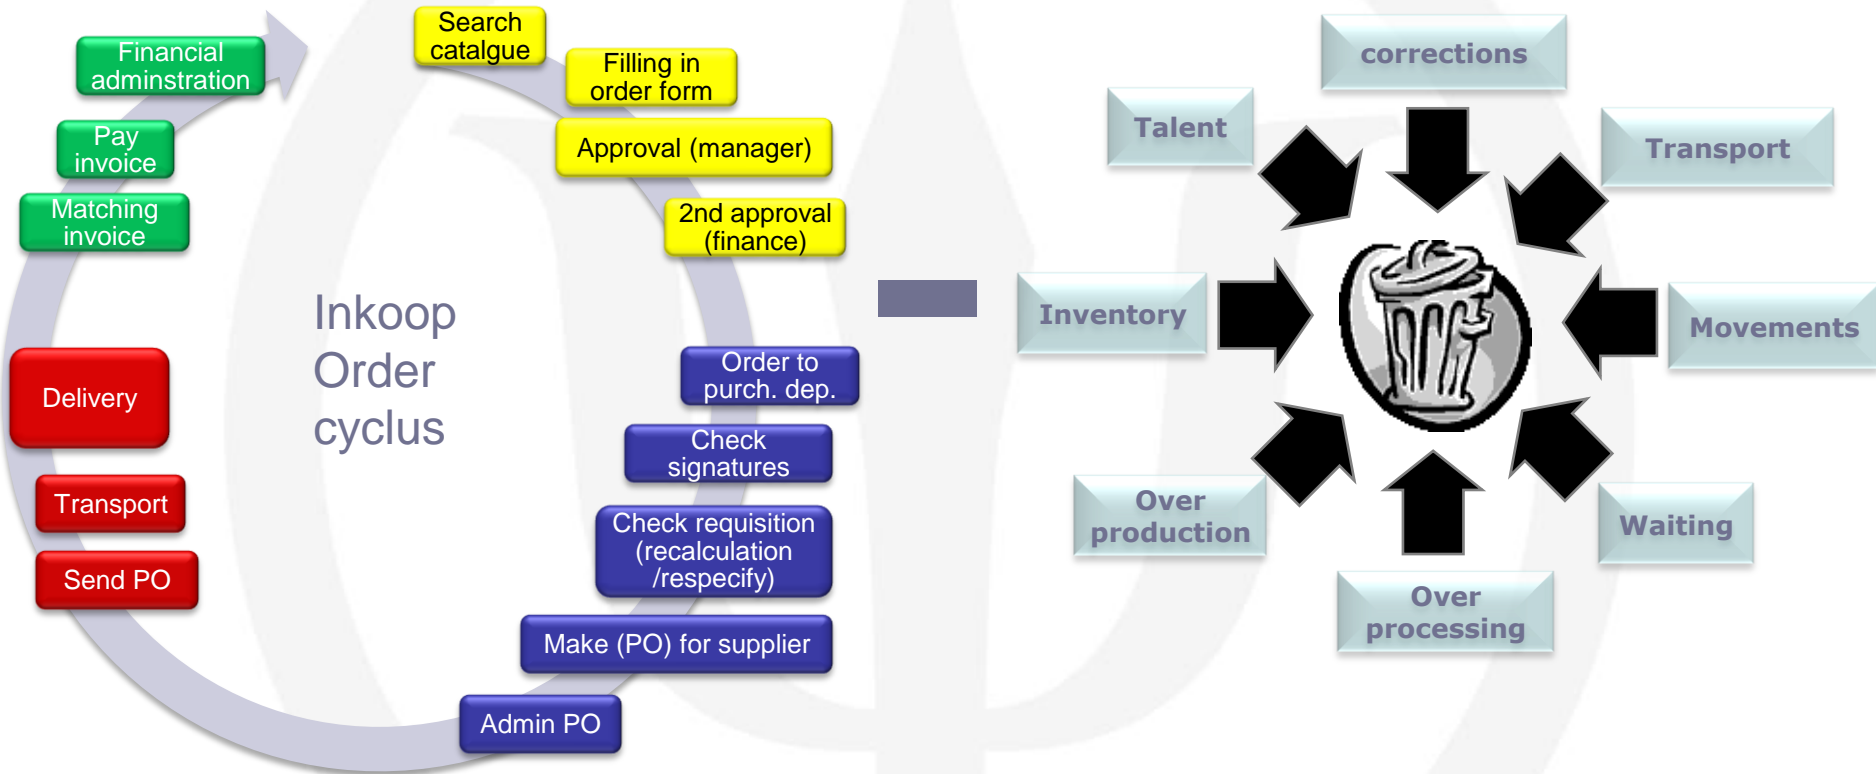 Search
catalgue
Filling in
order form
Approval (manager)
2nd approval
(finance)
Order to
purch. dep.
Check
signatures
Check requisition
(recalculation
/respecify)
Make (PO) for supplier
Admin PO
Send PO
Transport
Delivery
Matching
invoice
Pay
invoice
Financial
adminstration
Inkoop
Order
cyclus
corrections
Transport
Movements
Waiting
Over
processing
Over
production
Inventory
Talent